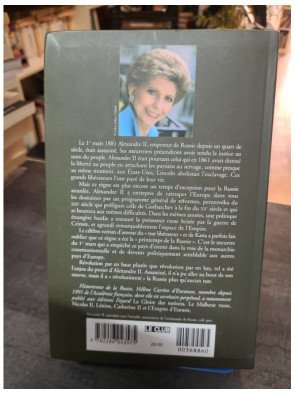 Le 1er mars 1881 Alexandre II, empereur de Russie depuis un quart de
siècle, était assassiné. Ses meurtriers prétendirent avoir rendu la justice au
nom du peuple. Alexandre II était pourtant celui qui en 1861 avait donné
la liberté au peuple en arrachant les paysans au servage, comme presque
au même moment, aux États-Unis, Lincoln abolissait l'esclavage. Ces
grands libérateurs l'ont payé de leur vie.
Mais ce règne est plus encore un temps d'exception pour la Russie
attardée. Alexandre II a entrepris de rattraper l'Europe dans tous
les domaines par un programme général de réformes, perestroïka du
XIXe siècle qui préfigure celle de Gorbatchev à la fin du XXe siècle et qui
se heurtera aux mêmes difficultés. Dans les mêmes années, une politique
étrangère hardie a restauré la puissance russe brisée par la guerre de
Crimée, et agrandi remarquablement l'espace de l'Empire.
Le célèbre roman d'amour du « tsar libérateur » et de Katia a parfois fait
oublier que ce règne a été le « printemps de la Russie ». C'est le meurtre
du 1er mars qui a empêché ce pays d'entrer dans la voie de la monarchie
constitutionnelle et de devenir politiquement semblable aux autres
pays d'Europe.
Révolution par en haut plutôt que révolution par en bas, tel a été
l'enjeu du projet d'Alexandre II. Assassiné, il n'a pu aller au bout de son
œuvre, mais il a « révolutionné » la Russie plus qu'aucun tsar.
Historienne de la Russie, Hélène Carrère d'Encausse, membre depuis
1991 de l'Académie française, dont elle est secrétaire perpétuel, a notamment
publié aux éditions Fayard La Gloire des nations, Le Malheur russe,
Nicolas II, Lénine, Catherine II et L'Empire d'Eurasie.
LE CLUB
00368860